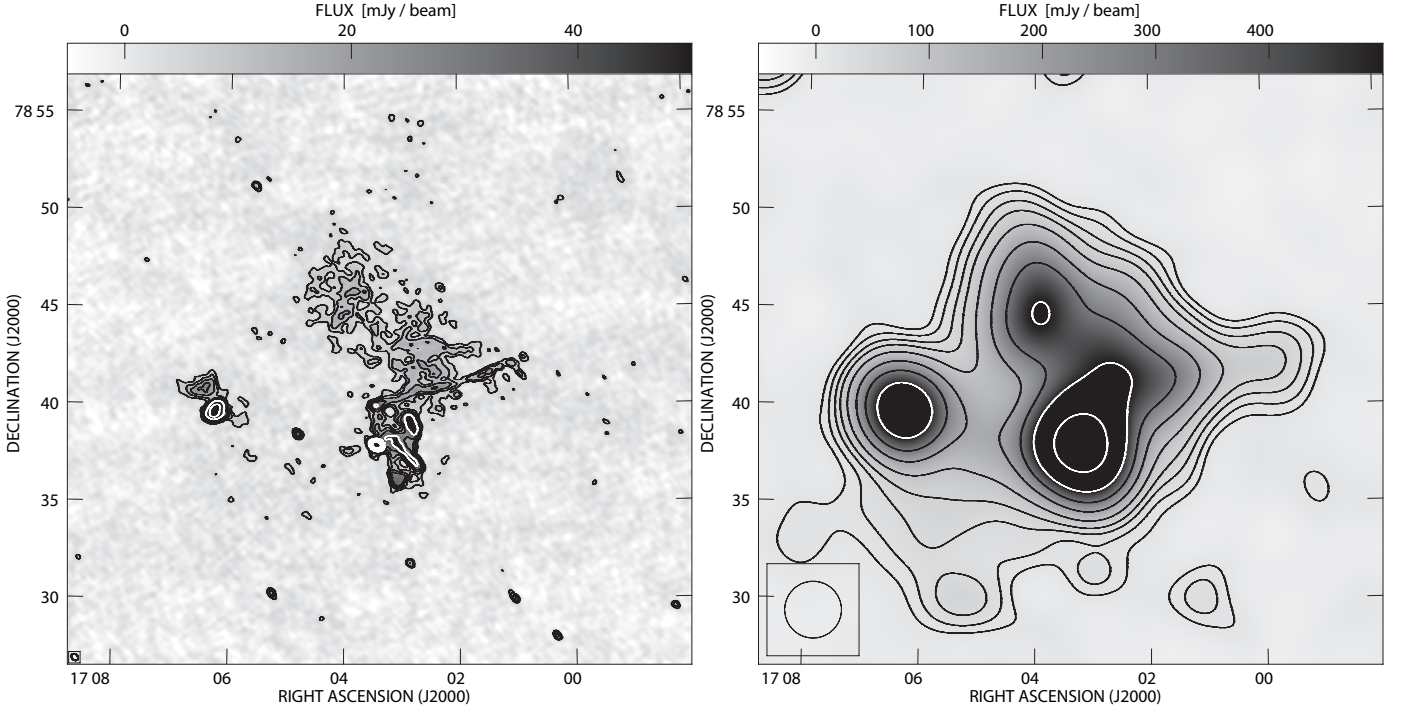 FLUX [mJy / beam]
0 20 40
78 55
50
45
40
35
30
DECLINATION (J2000)
17 08 06 04 02 00
RIGHT ASCENSION (J2000)
FLUX [mJy / beam]
0 100 200 300 400
78 55
50
45
40
35
30
DECLINATION (J2000)
17 08 06 04 02 00
RIGHT ASCENSION (J2000)